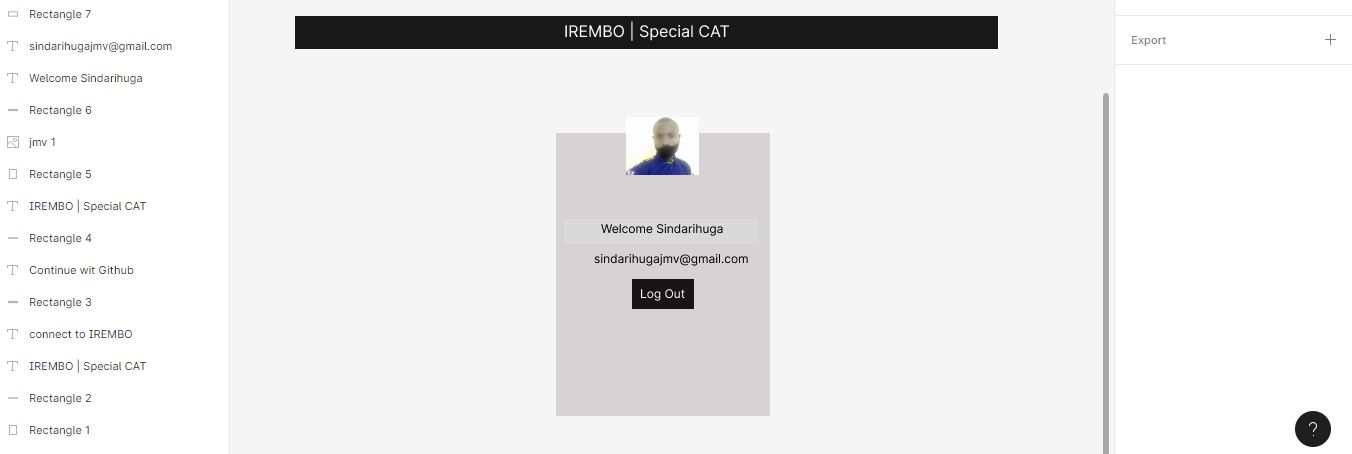 Rectangle 7
sindarihugajmv@gmail.com
Welcome Sindarihuga
Rectangle 6
jmv 1
Rectangle 5
IREMBO | Special CAT
Rectangle 4
Continue wit Github
Rectangle 3
connect to IREMBO
IREMBO | Special CAT
Rectangle 2
Rectangle 1
IREMBO | Special CAT
Welcome Sindarihuga
sindarihugajmv@gmail.com
Log Out
Export
?